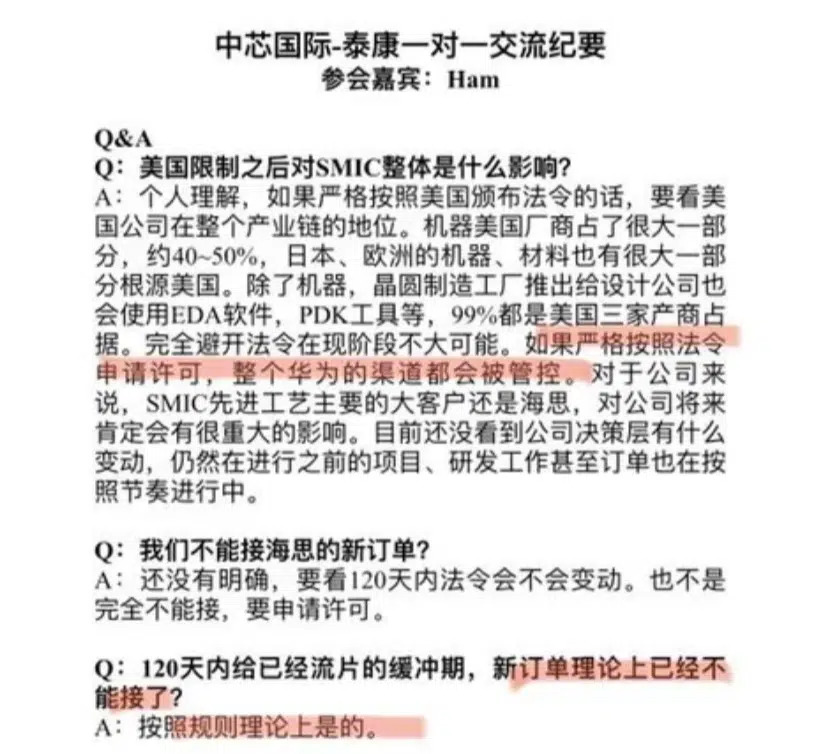 中芯国际-泰康一对一交流纪要
参会嘉宾：Ham
Q&A
Q：美国限制之后对SMIC整体是什么影响？
A：个人理解，如果严格按照美国颁布法令的话，要看美
国公司在整个产业链的地位。机器美国厂商占了很大一部
分，约40~50%，日本、欧洲的机器、材料也有很大一部
分根源美国。除了机器，晶圆制造工厂推出给设计公司也
会使用EDA软件，PDK工具等，99%都是美国三家产商占
据。完全避开法令在现阶段不大可能。如果严格按照法令
申请许可，整个华为的渠道都会被管控。对于公司来
说，SMIC先进工艺主要的大客户还是海思，对公司将来
肯定会有很重大的影响。目前还没看到公司决策层有什么
变动，仍然在进行之前的项目、研发工作甚至订单也在按
照节奏进行中。
Q：我们不能接海思的新订单？
A：还没有明确，要看120天内法令会不会变动。也不是
完全不能接，要申请许可。
Q：120天内给已经流片的缓冲期，新订单理论上已经不
能接了？
A：按照规则理论上是的。